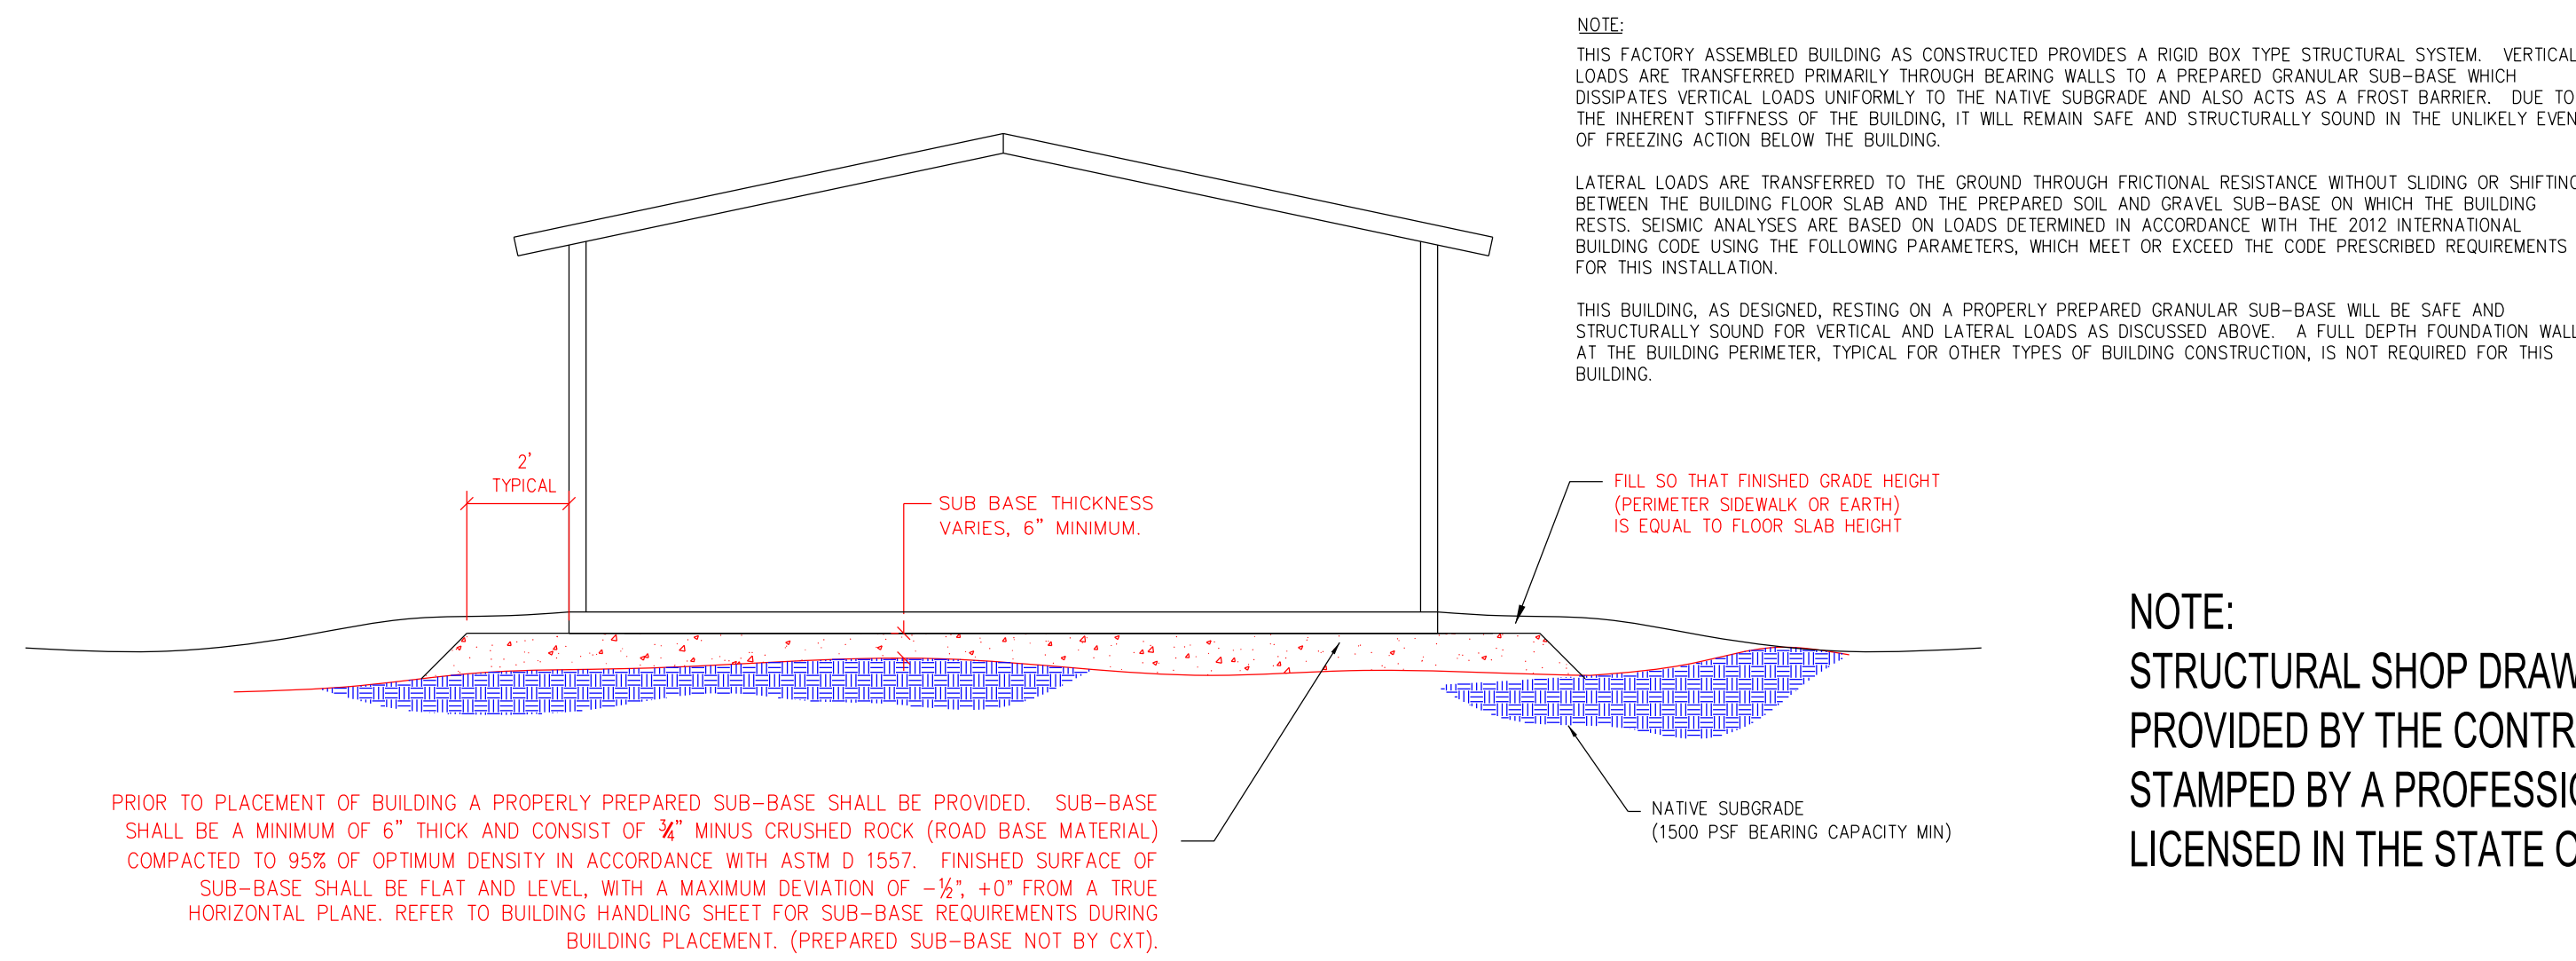 NOTE:
THIS FACTORY ASSEMBLED BUILDING AS CONSTRUCTED PROVIDES A RIGID BOX TYPE STRUCTURAL SYSTEM. VERTICAL
LOADS ARE TRANSFERRED PRIMARILY THROUGH BEARING WALLS TO A PREPARED GRANULAR SUB-BASE WHICH
DISSIPATES VERTICAL LOADS UNIFORMLY TO THE NATIVE SUBGRADE AND ALSO ACTS AS A FROST BARRIER. DUE TO
THE INHERENT STIFFNESS OF THE BUILDING, IT WILL REMAIN SAFE AND STRUCTURALLY SOUND IN THE UNLIKELY EVEN
OF FREEZING ACTION BELOW THE BUILDING.
LATERAL LOADS ARE TRANSFERRED TO THE GROUND THROUGH FRICTIONAL RESISTANCE WITHOUT SLIDING OR SHIFTING
BETWEEN THE BUILDING FLOOR SLAB AND THE PREPARED SOIL AND GRAVEL SUB-BASE ON WHICH THE BUILDING
RESTS. SEISMIC ANALYSES ARE BASED ON LOADS DETERMINED IN ACCORDANCE WITH THE 2012 INTERNATIONAL
BUILDING CODE USING THE FOLLOWING PARAMETERS, WHICH MEET OR EXCEED THE CODE PRESCRIBED REQUIREMENTS
FOR THIS INSTALLATION.
THIS BUILDING, AS DESIGNED, RESTING ON A PROPERLY PREPARED GRANULAR SUB-BASE WILL BE SAFE AND
STRUCTURALLY SOUND FOR VERTICAL AND LATERAL LOADS AS DISCUSSED ABOVE. A FULL DEPTH FOUNDATION WALL
AT THE BUILDING PERIMETER, TYPICAL FOR OTHER TYPES OF BUILDING CONSTRUCTION, IS NOT REQUIRED FOR THIS
BUILDING.
2'
TYPICAL
SUB BASE THICKNESS
VARIES, 6" MINIMUM.
FILL SO THAT FINISHED GRADE HEIGHT
(PERIMETER SIDEWALK OR EARTH)
IS EQUAL TO FLOOR SLAB HEIGHT
NOTE:
STRUCTURAL SHOP DRAW
PROVIDED BY THE CONTR
STAMPED BY A PROFESSI
LICENSED IN THE STATE O
PRIOR TO PLACEMENT OF BUILDING A PROPERLY PREPARED SUB-BASE SHALL BE PROVIDED. SUB-BASE
SHALL BE A MINIMUM OF 6" THICK AND CONSIST OF ¾" MINUS CRUSHED ROCK (ROAD BASE MATERIAL)
COMPACTED TO 95% OF OPTIMUM DENSITY IN ACCORDANCE WITH ASTM D 1557. FINISHED SURFACE OF
SUB-BASE SHALL BE FLAT AND LEVEL, WITH A MAXIMUM DEVIATION OF -½", +0" FROM A TRUE
HORIZONTAL PLANE. REFER TO BUILDING HANDLING SHEET FOR SUB-BASE REQUIREMENTS DURING
BUILDING PLACEMENT. (PREPARED SUB-BASE NOT BY CXT).
NATIVE SUBGRADE
(1500 PSF BEARING CAPACITY MIN)